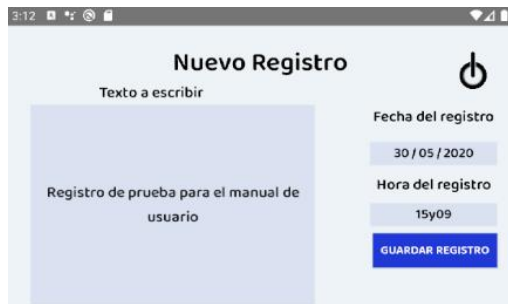 3:12
Nuevo Registro
Texto a escribir
Registro de prueba para el manual de
usuario
Fecha del registro
30 / 05 / 2020
Hora del registro
15y09
GUARDAR REGISTRO